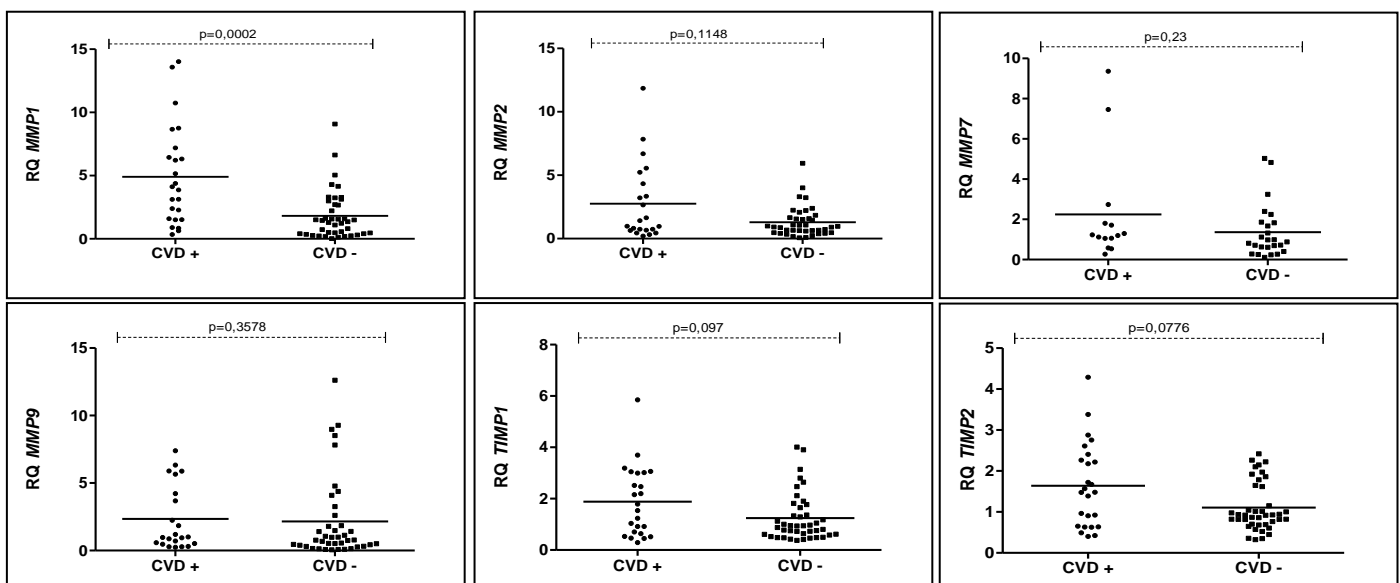 p=0,0002
15
10
5
0
RQ MMP1
CVD + CVD -
p=0,1148
15
10
5
0
RQ MMP2
CVD + CVD -
p=0,23
10
8
6
4
2
0
RQ MMP7
CVD + CVD -
p=0,3578
15
10
5
0
RQ MMP9
CVD + CVD -
p=0,097
8
6
4
2
0
RQ TIMP1
CVD + CVD -
p=0,0776
5
4
3
2
1
0
RQ TIMP2
CVD + CVD -